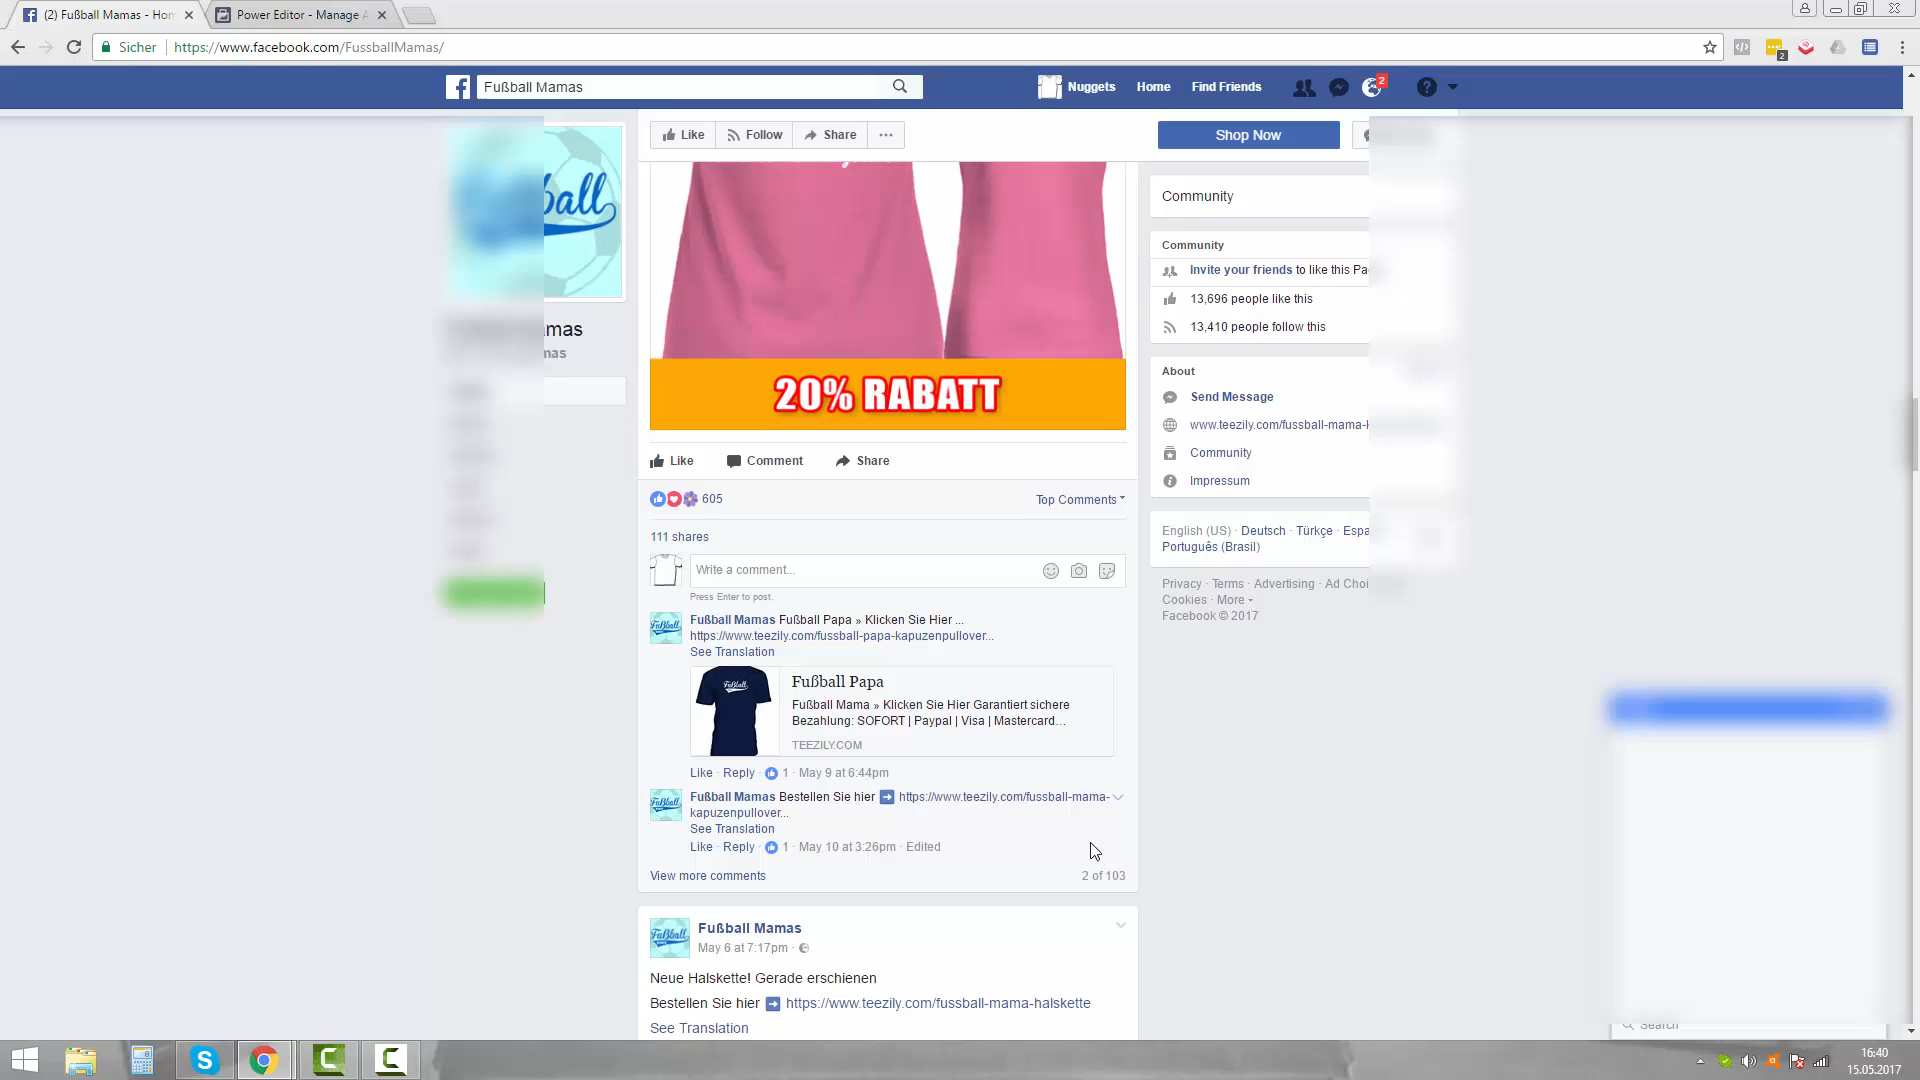 (2) Fußball Mamas - Hom
Power Editor - Manage A
Sicher
https://www.facebook.com/FussballMamas/
2
Fußball Mamas
Nuggets
Home
Find Friends
2
Like
Follow
Share
Shop Now
mas
20% RABATT
Like
Comment
Share
605
Top Comments
111 shares
Write a comment...
Press Enter to post.
Fußball Mamas Fußball Papa » Klicken Sie Hier ...
https://www.teezily.com/fussball-papa-kapuzenpullover...
See Translation
Fußball
Fußball Papa
Fußball Mama » Klicken Sie Hier Garantiert sichere
Bezahlung: SOFORT | Paypal | Visa | Mastercard...
TEEZILY.COM
Like · Reply · 1 · May 9 at 6:44pm
Fußball Mamas Bestellen Sie hier ➡ https://www.teezily.com/fussball-mama-
kapuzenpullover...
See Translation
Like · Reply · 1 · May 10 at 3:26pm · Edited
View more comments
2 of 103
Fußball Mamas
May 6 at 7:17pm ·
Neue Halskette! Gerade erschienen
Bestellen Sie hier ➡ https://www.teezily.com/fussball-mama-halskette
See Translation
Community
Community
Invite your friends to like this Pa
13,696 people like this
13,410 people follow this
About
Send Message
www.teezily.com/fussball-mama-k
Community
Impressum
English (US) · Deutsch · Türkçe · Espa
Português (Brasil)
Privacy · Terms · Advertising · Ad Choi
Cookies · More
Facebook © 2017
Search
16:40
15.05.2017